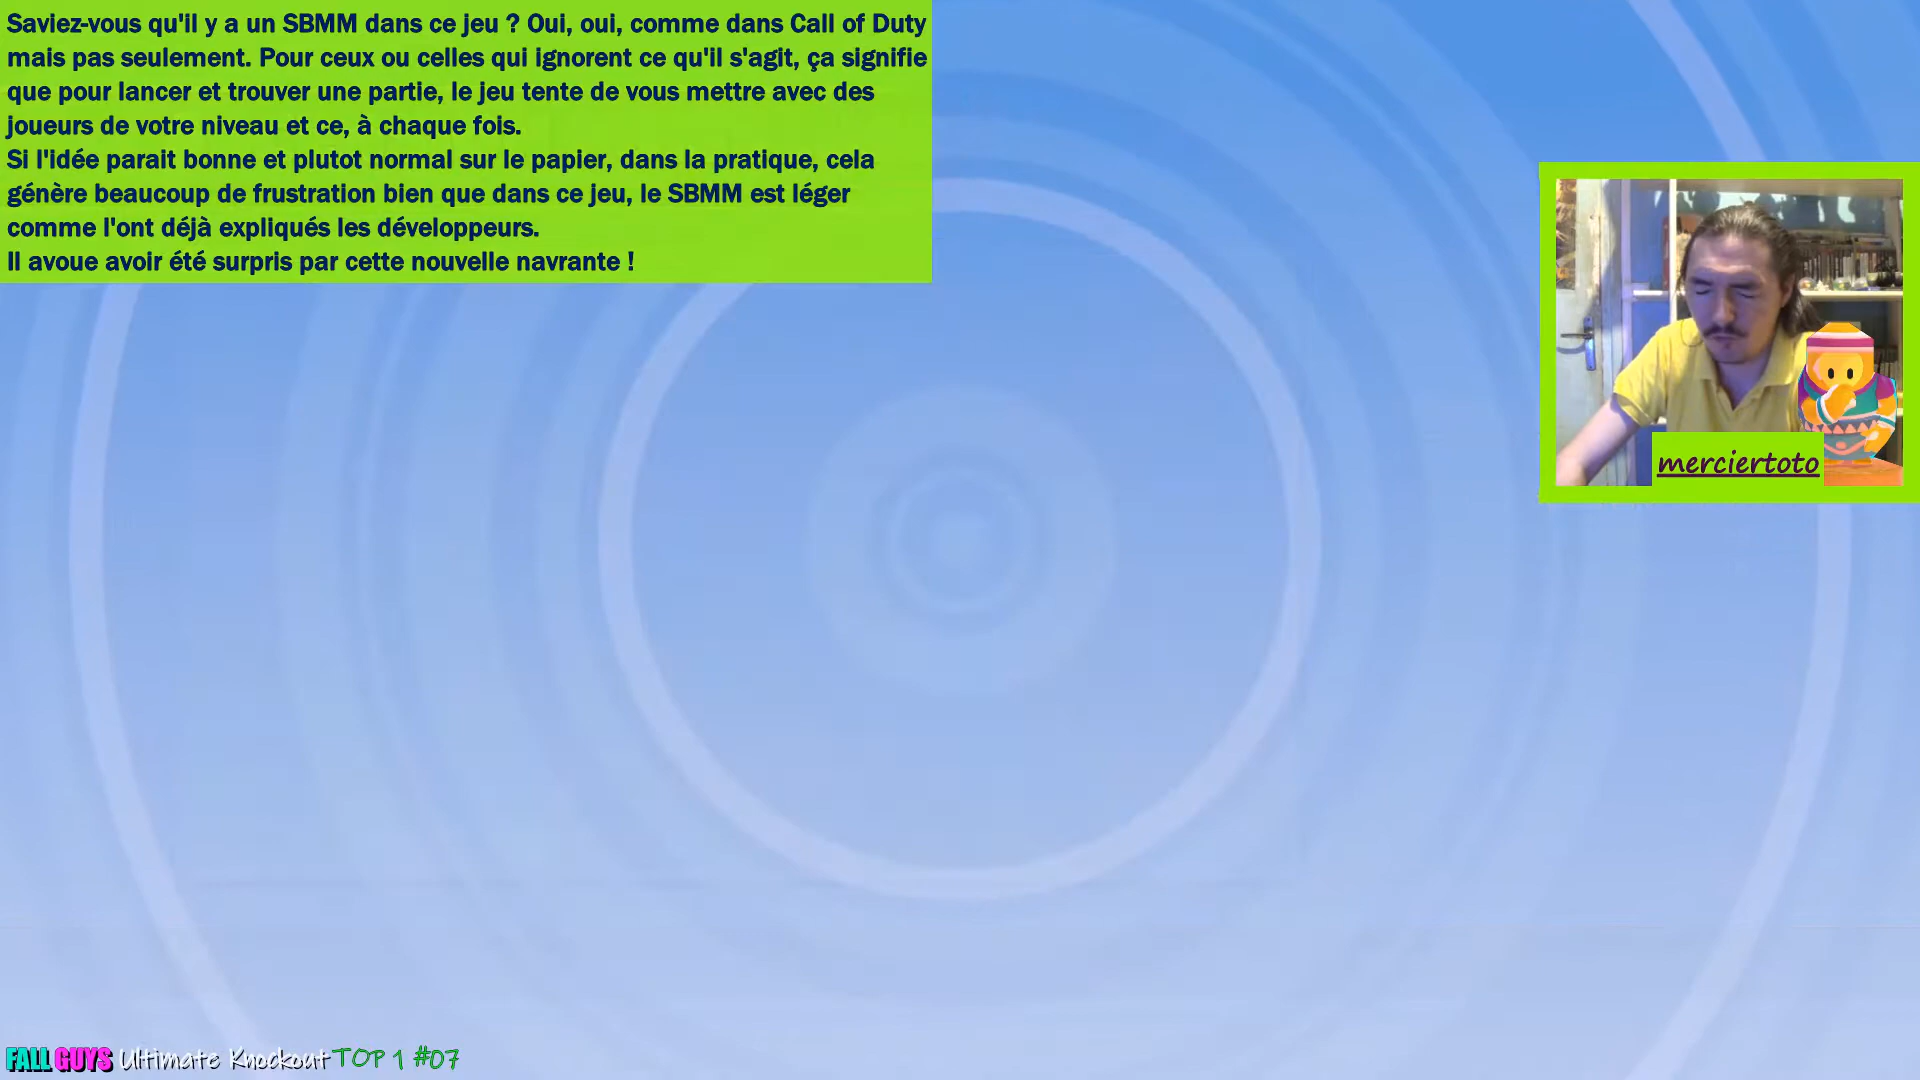 Saviez-vous qu'il y a un SBMM dans ce jeu ? Oui, oui, comme dans Call of Duty
mais pas seulement. Pour ceux ou celles qui ignorent ce qu'il s'agit, ça signifie
que pour lancer et trouver une partie, le jeu tente de vous mettre avec des
joueurs de votre niveau et ce, à chaque fois.
Si l'idée parait bonne et plutot normal sur le papier, dans la pratique, cela
génère beaucoup de frustration bien que dans ce jeu, le SBMM est léger
comme l'ont déjà expliqués les développeurs.
Il avoue avoir été surpris par cette nouvelle navrante !
merciertoto
FALL GUYS Ultimate Knockout TOP 1 #07